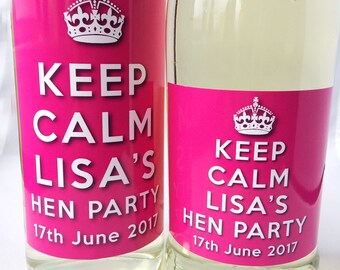 KEEP
CALM
LISA'S
HEN PARTY
17th June 2017
KEEP
CALM
LISA'S
HEN PARTY
17th June 2017